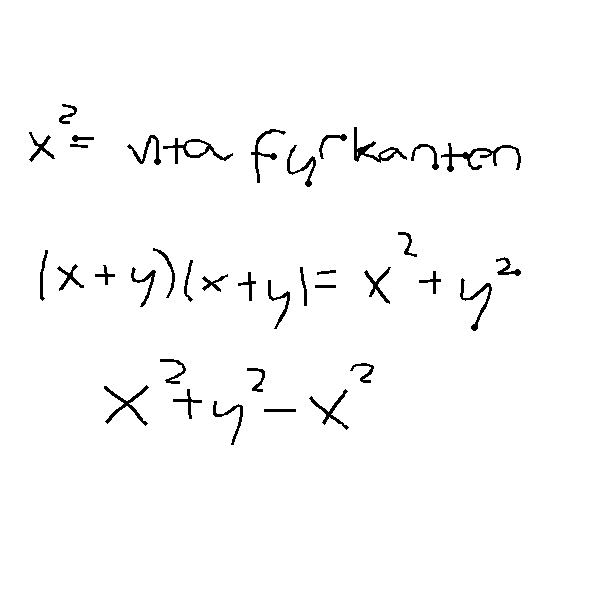 x² = vita fyrkanten
(x+y)(x+y) = x² + y²
x² + y² - x²